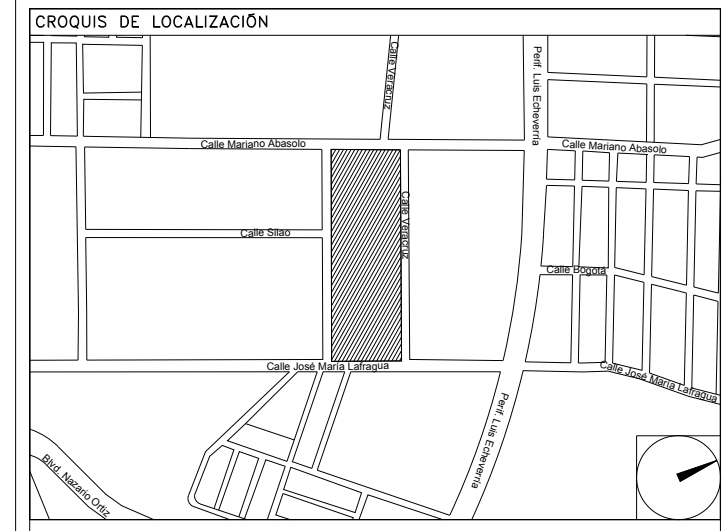 CROQUIS DE LOCALIZACIÓN
Calle Veracruz
Perif. Luis Echeverría
Calle Mariano Abasolo
Calle Mariano Abasolo
Calle Veracruz
Calle Silao
Calle Bogotá
Calle José María Lafragua
Calle José María Lafragua
Perif. Luis Echeverría
Blvd. Nazario Ortiz